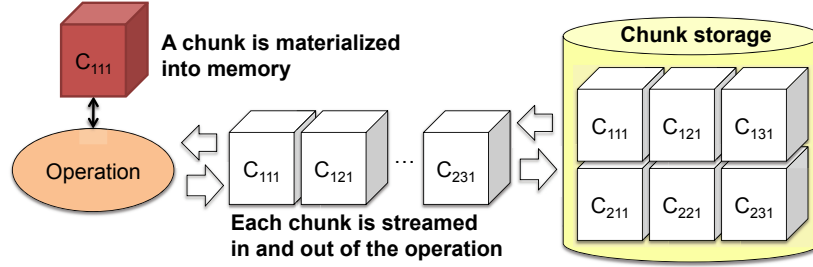 C111
A chunk is materialized
into memory
Operation
C111 C121 ... C231
Each chunk is streamed
in and out of the operation
Chunk storage
C111 C121 C131
C211 C221 C231